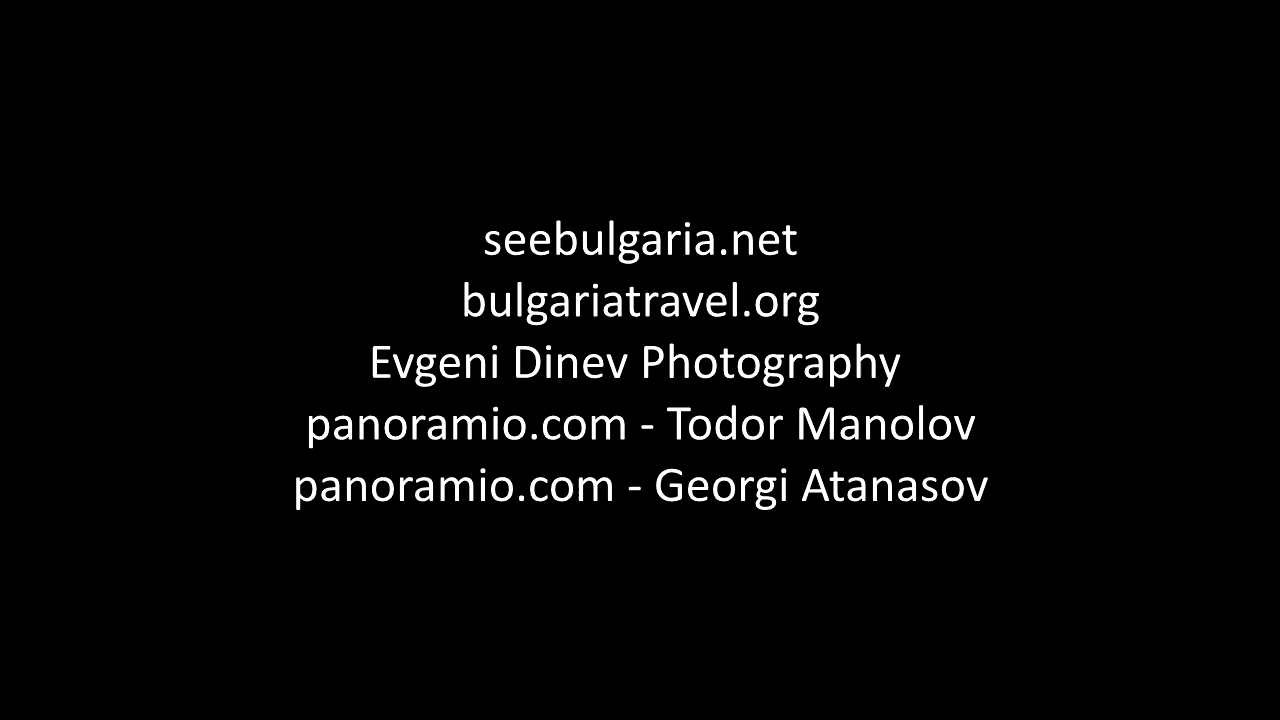 seebulgaria.net
bulgariatravel.org
Evgeni Dinev Photography
panoramio.com - Todor Manolov
panoramio.com - Georgi Atanasov